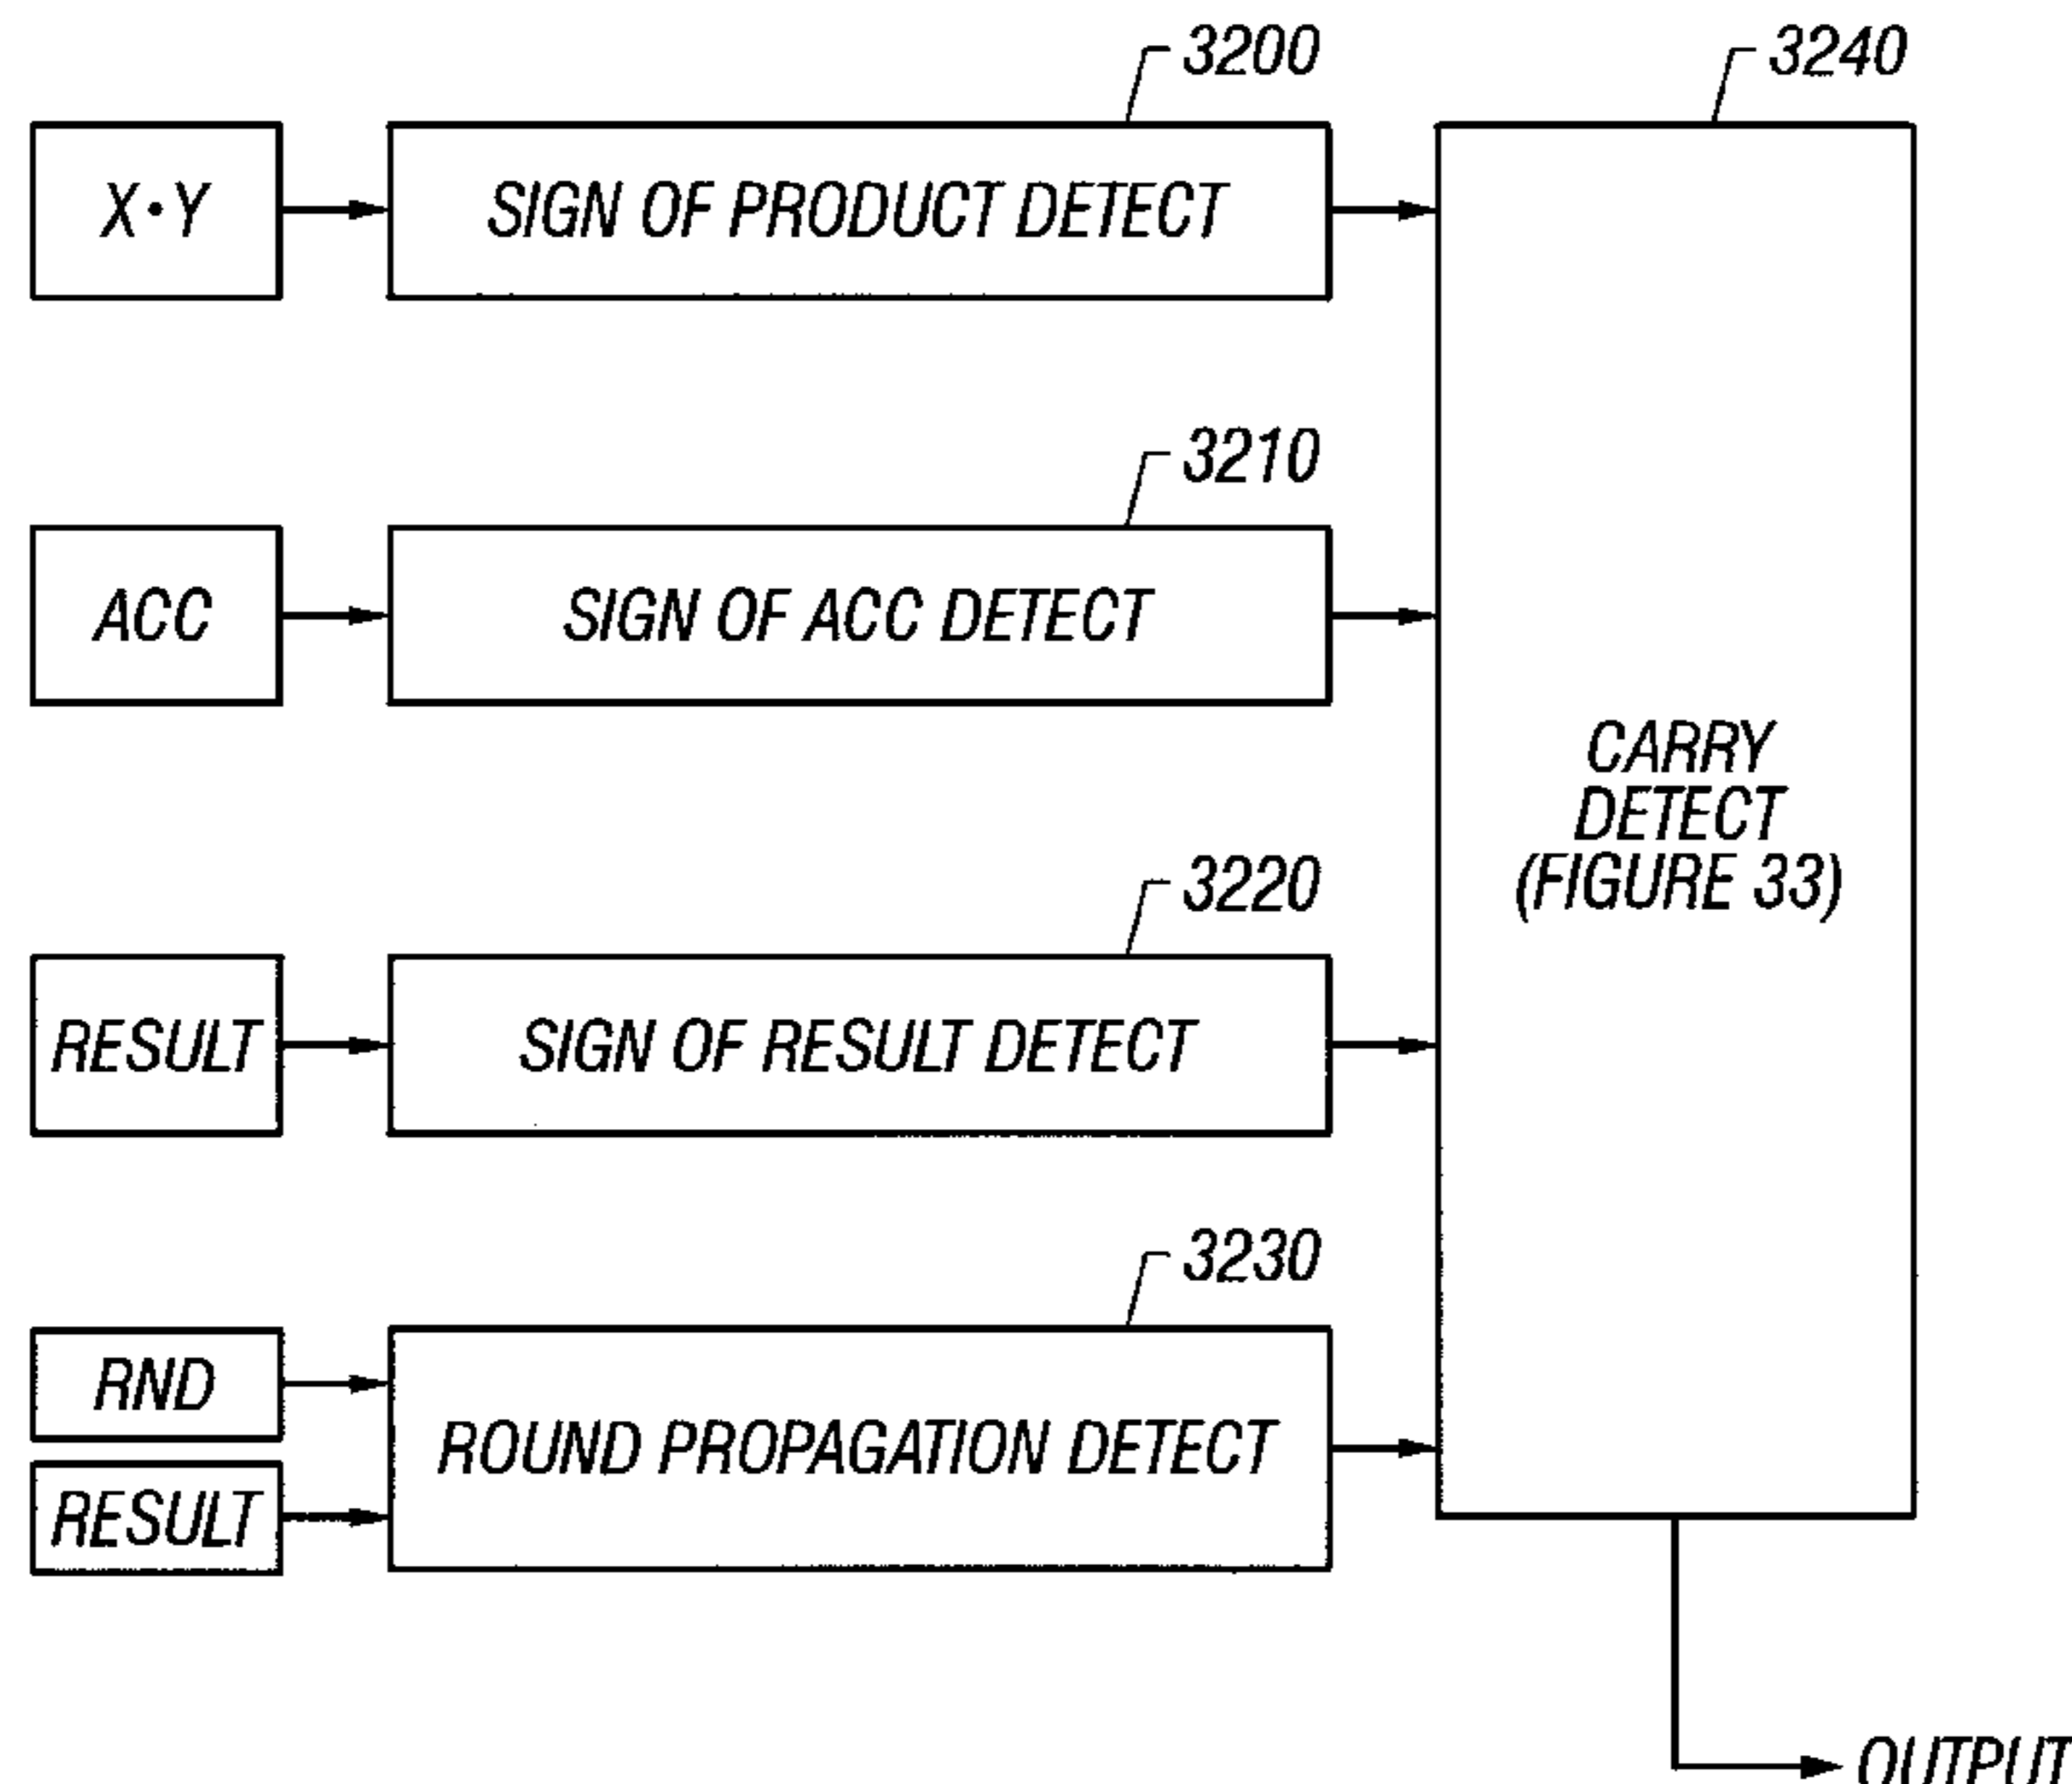 3200
3240
X•Y
SIGN OF PRODUCT DETECT
3210
ACC
SIGN OF ACC DETECT
CARRY
DETECT
(FIGURE 33)
3220
RESULT
SIGN OF RESULT DETECT
3230
RND
ROUND PROPAGATION DETECT
RESULT
OUTPUT